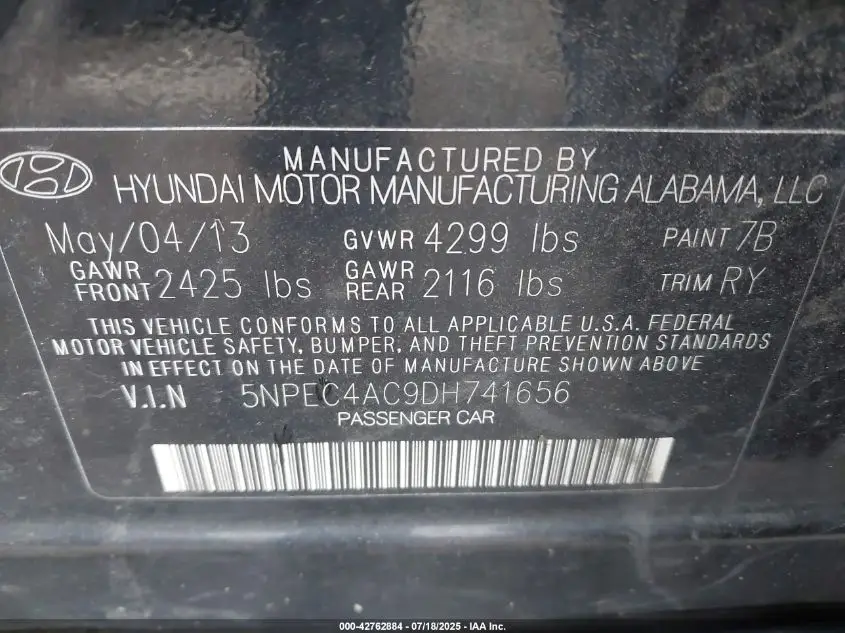 MANUFACTURED BY
HYUNDAI MOTOR MANUFACTURING ALABAMA, LLC
May/04/13 GVWR 4299 lbs PAINT 7B
GAWR FRONT 2425 lbs GAWR REAR 2116 lbs TRIM RY
THIS VEHICLE CONFORMS TO ALL APPLICABLE U.S.A. FEDERAL
MOTOR VEHICLE SAFETY, BUMPER, AND THEFT PREVENTION STANDARDS
IN EFFECT ON THE DATE OF MANUFACTURE SHOWN ABOVE
V.I.N 5NPEC4AC9DH741656
PASSENGER CAR
000-42762884 - 07/18/2025 - IAA Inc.